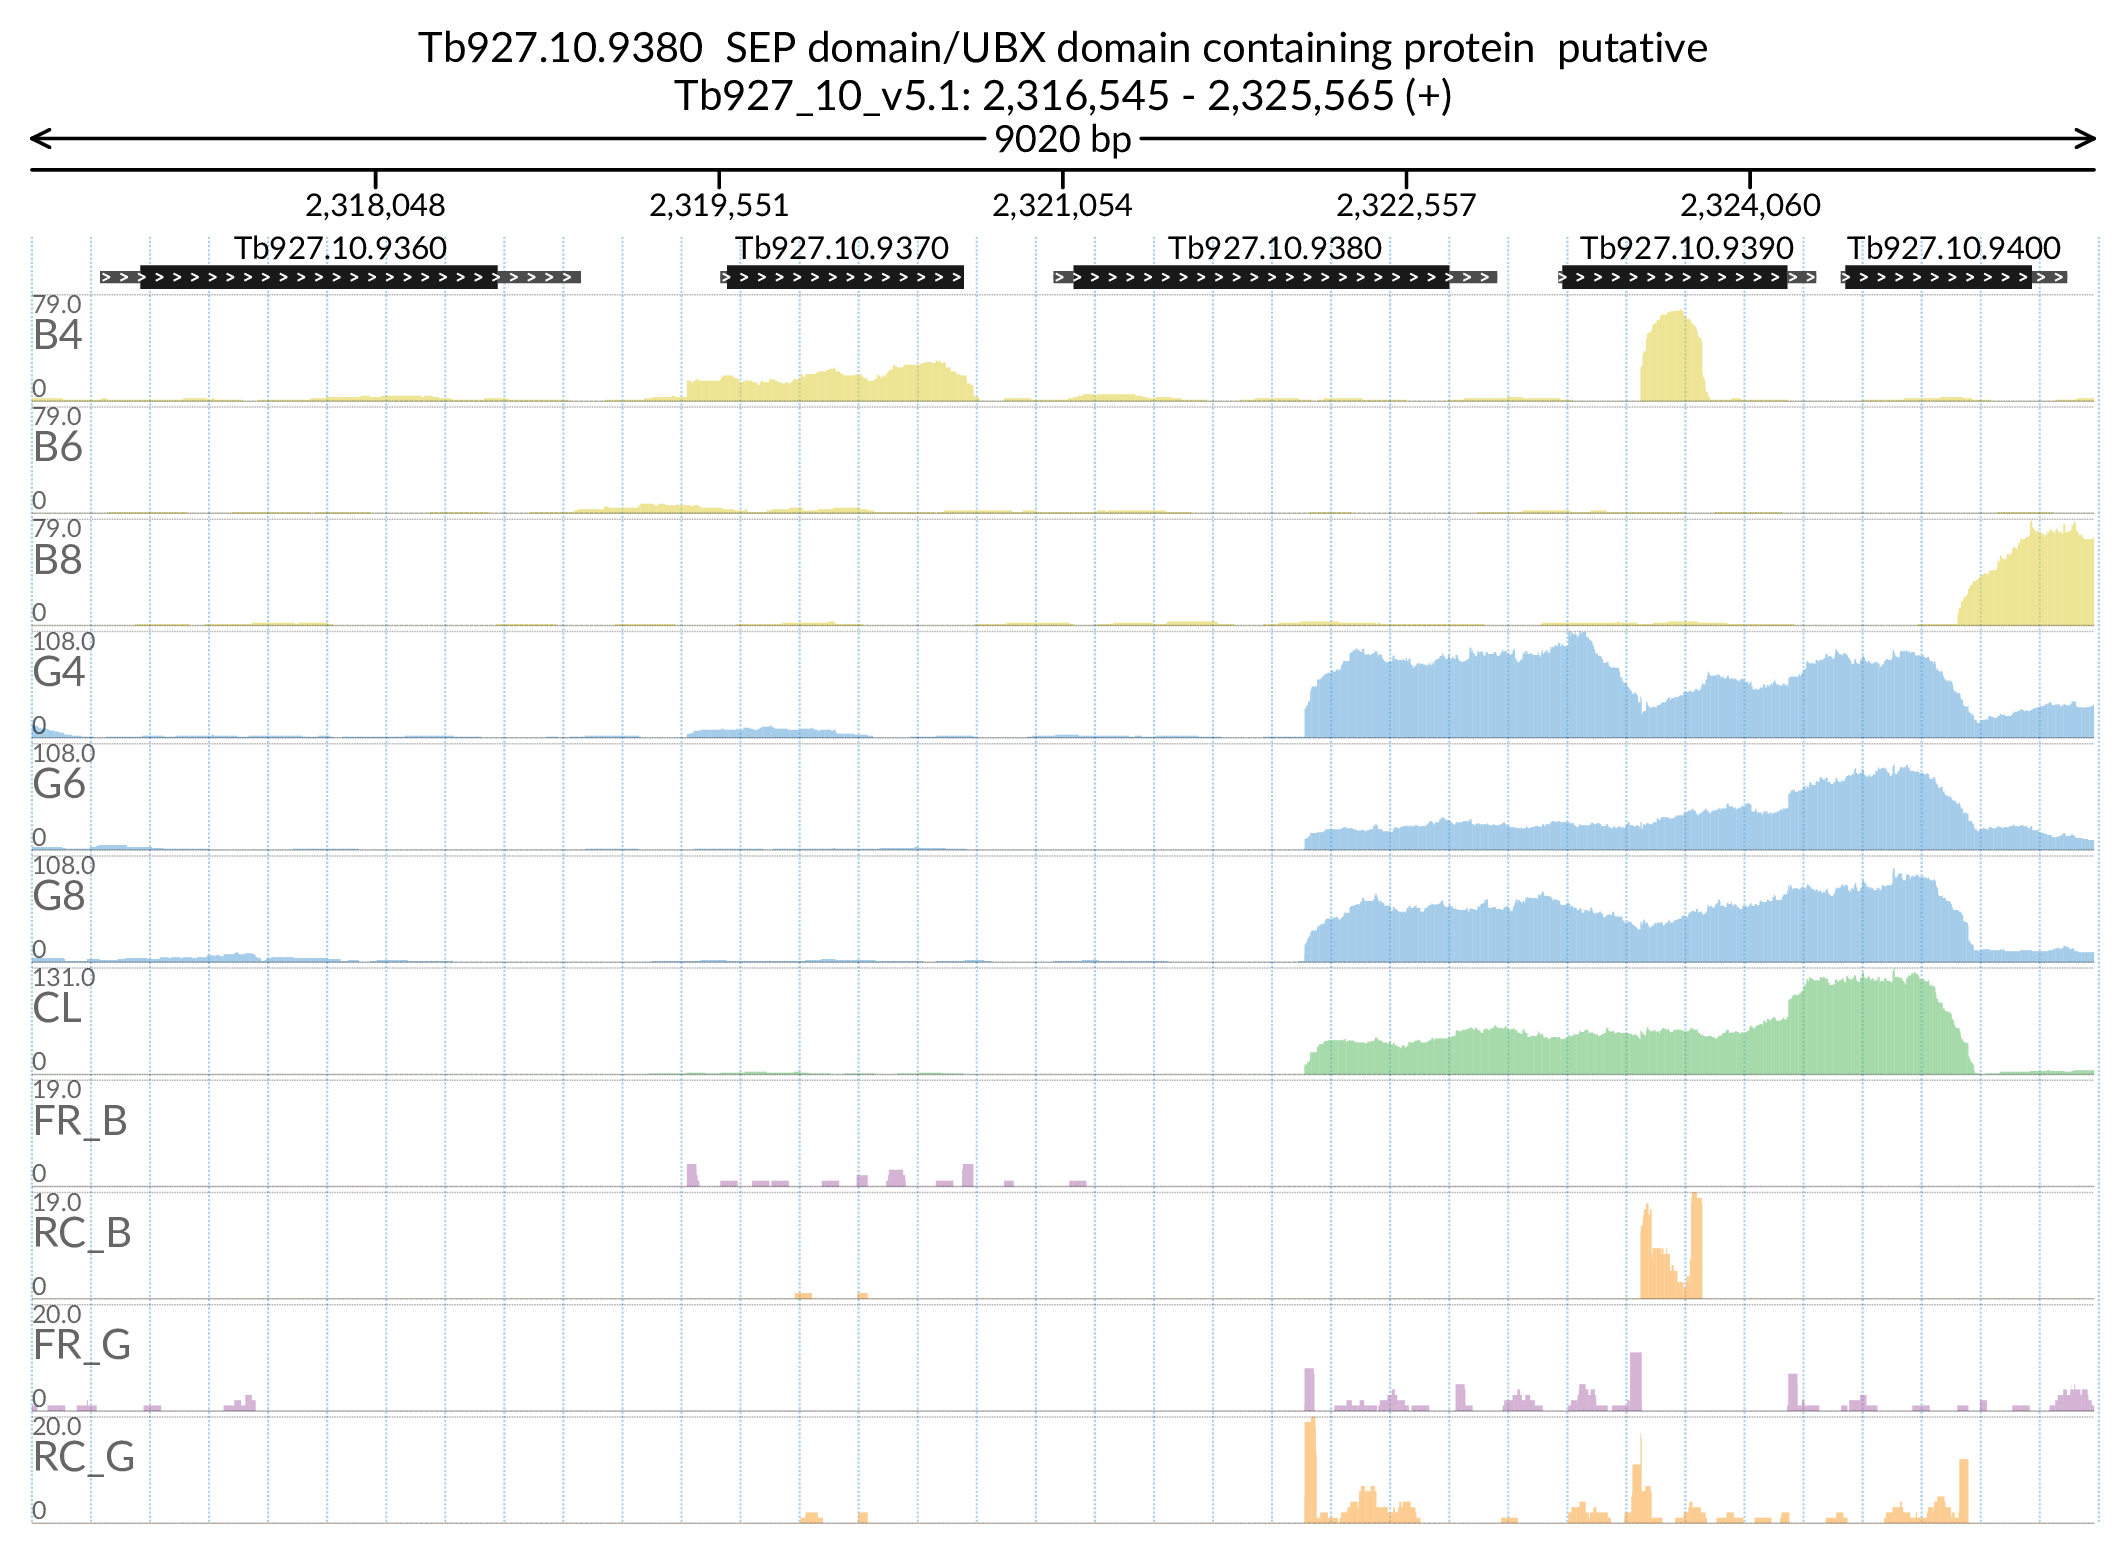 Tb927.10.9380  SEP domain/UBX domain containing protein  putative
Tb927_10_v5.1: 2,316,545 - 2,325,565 (+)
9020 bp
2,318,048 2,319,551 2,321,054 2,322,557 2,324,060
Tb927.10.9360 Tb927.10.9370 Tb927.10.9380 Tb927.10.9390 Tb927.10.9400
79.0
B4
0
79.0
B6
0
79.0
B8
0
108.0
G4
0
108.0
G6
0
108.0
G8
0
131.0
CL
0
19.0
FR_B
0
19.0
RC_B
0
20.0
FR_G
0
20.0
RC_G
0